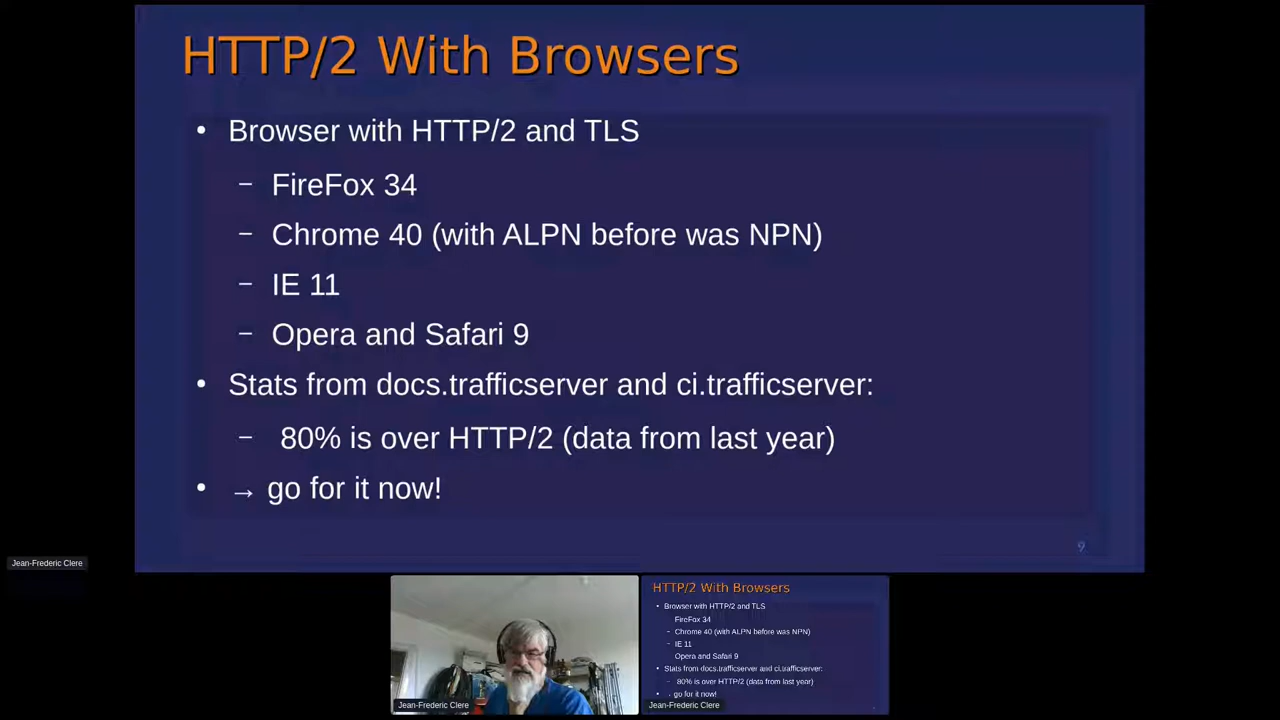 HTTP/2 With Browsers
• Browser with HTTP/2 and TLS
– FireFox 34
– Chrome 40 (with ALPN before was NPN)
– IE 11
– Opera and Safari 9
• Stats from docs.trafficserver and ci.trafficserver:
– 80% is over HTTP/2 (data from last year)
• → go for it now!
9
Jean-Frederic Clere
Jean-Frederic Clere
HTTP/2 With Browsers
• Browser with HTTP/2 and TLS
FireFox 34
– Chrome 40 (with ALPN before was NPN)
– IE 11
Opera and Safari 9
• Stats from docs.trafficserver and ci.trafficserver:
– 80% is over HTTP/2 (data from last year)
• go for it now!
Jean-Frederic Clere